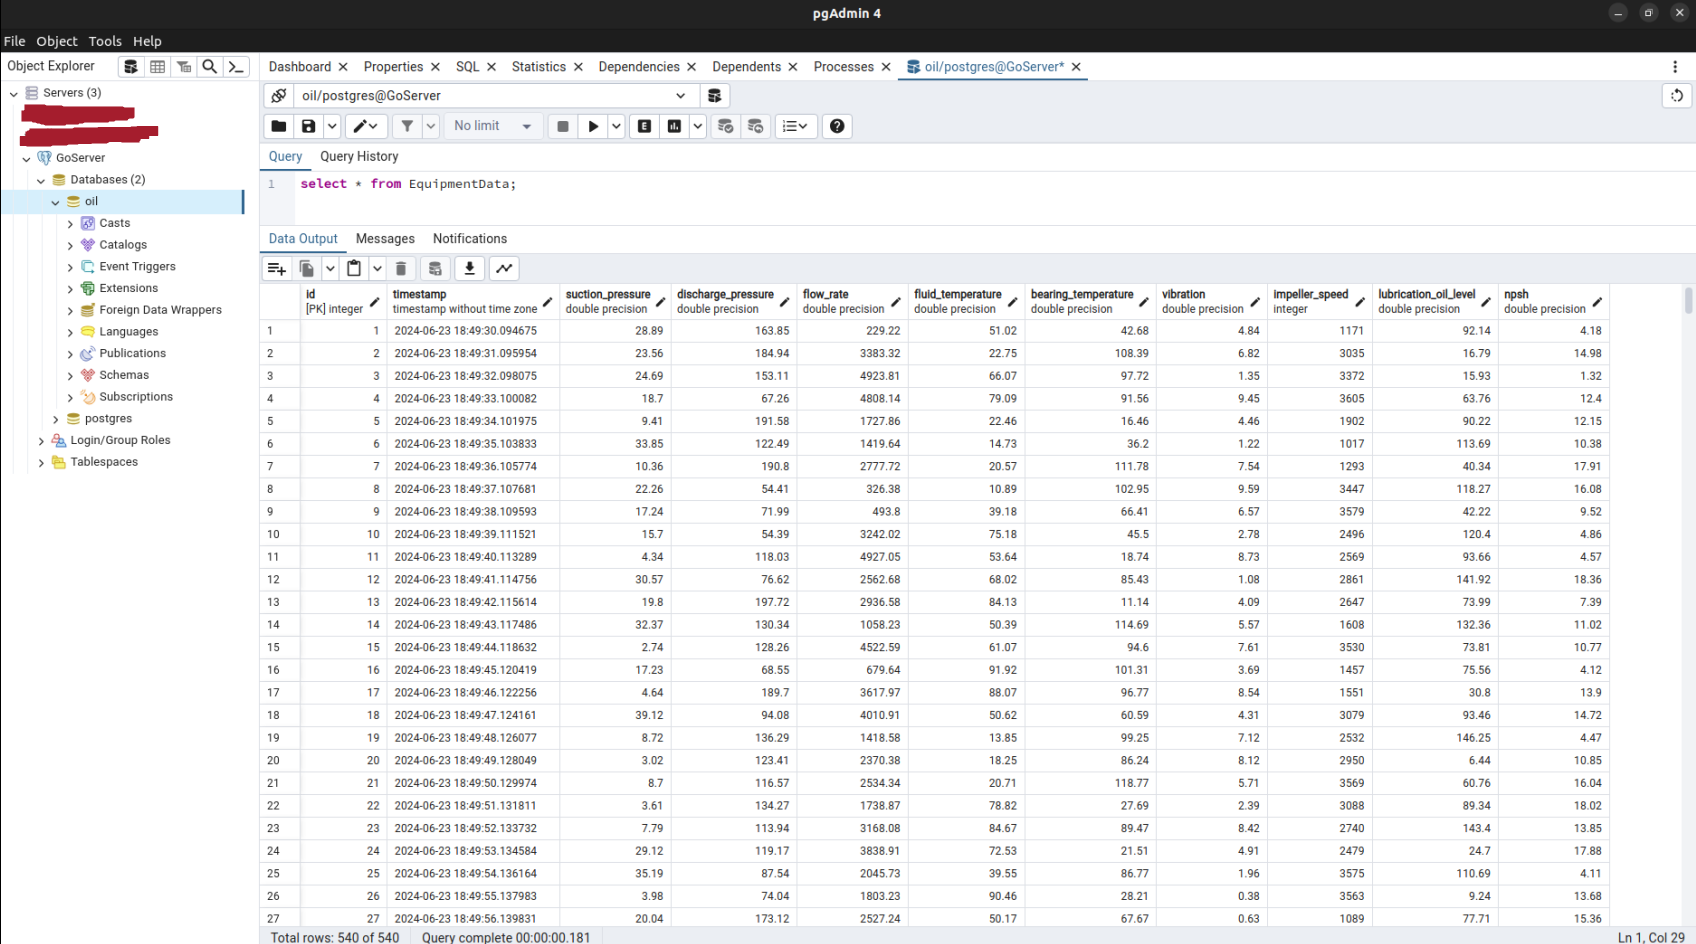 pgAdmin 4
File Object Tools Help
Object Explorer
Dashboard Properties SQL Statistics Dependencies Dependents Processes oil/postgres@GoServer*
Servers (3)
GoServer
Databases (2)
oil
Casts
Catalogs
Event Triggers
Extensions
Foreign Data Wrappers
Languages
Publications
Schemas
Subscriptions
postgres
Login/Group Roles
Tablespaces
oil/postgres@GoServer
No limit
E
Query Query History
1 select * from EquipmentData;
Data Output Messages Notifications
id timestamp suction_pressure discharge_pressure flow_rate fluid_temperature bearing_temperature vibration impeller_speed lubrication_oil_level npsh
[PK] integer timestamp without time zone double precision double precision double precision double precision double precision double precision integer double precision double precision
1 1 2024-06-23 18:49:30.094675 28.89 163.85 229.22 51.02 42.68 4.84 1171 92.14 4.18
2 2 2024-06-23 18:49:31.095954 23.56 184.94 3383.32 22.75 108.39 6.82 3035 16.79 14.98
3 3 2024-06-23 18:49:32.098075 24.69 153.11 4923.81 66.07 97.72 1.35 3372 15.93 1.32
4 4 2024-06-23 18:49:33.100082 18.7 67.26 4808.14 79.09 91.56 9.45 3605 63.76 12.4
5 5 2024-06-23 18:49:34.101975 9.41 191.58 1727.86 22.46 16.46 4.46 1902 90.22 12.15
6 6 2024-06-23 18:49:35.103833 33.85 122.49 1419.64 14.73 36.2 1.22 1017 113.69 10.38
7 7 2024-06-23 18:49:36.105774 10.36 190.8 2777.72 20.57 111.78 7.54 1293 40.34 17.91
8 8 2024-06-23 18:49:37.107681 22.26 54.41 326.38 10.89 102.95 9.59 3447 118.27 16.08
9 9 2024-06-23 18:49:38.109593 17.24 71.99 493.8 39.18 66.41 6.57 3579 42.22 9.52
10 10 2024-06-23 18:49:39.111521 15.7 54.39 3242.02 75.18 45.5 2.78 2496 120.4 4.86
11 11 2024-06-23 18:49:40.113289 4.34 118.03 4927.05 53.64 18.74 8.73 2569 93.66 4.57
12 12 2024-06-23 18:49:41.114756 30.57 76.62 2562.68 68.02 85.43 1.08 2861 141.92 18.36
13 13 2024-06-23 18:49:42.115614 19.8 197.72 2936.58 84.13 11.14 4.09 2647 73.99 7.39
14 14 2024-06-23 18:49:43.117486 32.37 130.34 1058.23 50.39 114.69 5.57 1608 132.36 11.02
15 15 2024-06-23 18:49:44.118632 2.74 128.26 4522.59 61.07 94.6 7.61 3530 73.81 10.77
16 16 2024-06-23 18:49:45.120419 17.23 68.55 679.64 91.92 101.31 3.69 1457 75.56 4.12
17 17 2024-06-23 18:49:46.122256 4.64 189.7 3617.97 88.07 96.77 8.54 1551 30.8 13.9
18 18 2024-06-23 18:49:47.124161 39.12 94.08 4010.91 50.62 60.59 4.31 3079 93.46 14.72
19 19 2024-06-23 18:49:48.126077 8.72 136.29 1418.58 13.85 99.25 7.12 2532 146.25 4.47
20 20 2024-06-23 18:49:49.128049 3.02 123.41 2370.38 18.25 86.24 8.12 2950 6.44 10.85
21 21 2024-06-23 18:49:50.129974 8.7 116.57 2534.34 20.71 118.77 5.71 3569 60.76 16.04
22 22 2024-06-23 18:49:51.131811 3.61 134.27 1738.87 78.82 27.69 2.39 3088 89.34 18.02
23 23 2024-06-23 18:49:52.133732 7.79 113.94 3168.08 84.67 89.47 8.42 2740 143.4 13.85
24 24 2024-06-23 18:49:53.134584 29.12 119.17 3838.91 72.53 21.51 4.91 2479 24.7 17.88
25 25 2024-06-23 18:49:54.136164 35.19 87.54 2045.73 39.55 86.77 1.96 3575 110.69 4.11
26 26 2024-06-23 18:49:55.137983 3.98 74.04 1803.23 90.46 28.21 0.38 3563 9.24 13.68
27 27 2024-06-23 18:49:56.139831 20.04 173.12 2527.24 50.17 67.67 0.63 1089 77.71 15.36
Total rows: 540 of 540 Query complete 00:00:00.181 Ln 1, Col 29